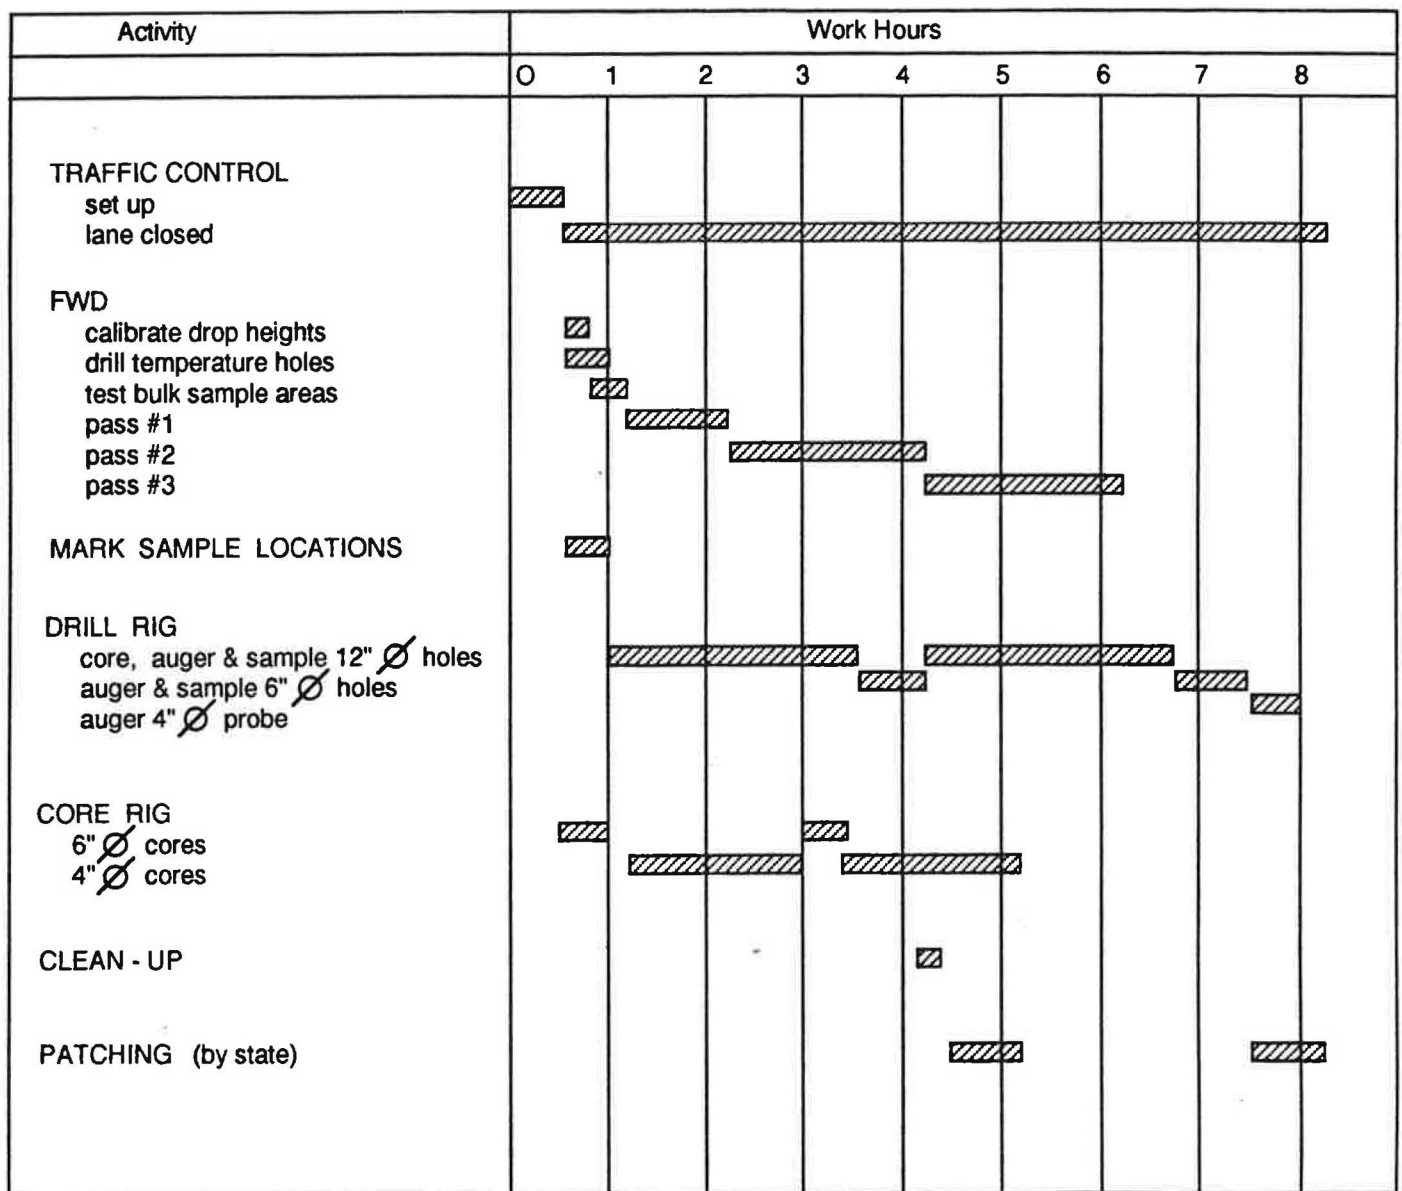 Activity Work Hours
O 1 2 3 4 5 6 7 8
TRAFFIC CONTROL
set up
lane closed
FWD
calibrate drop heights
drill temperature holes
test bulk sample areas
pass #1
pass #2
pass #3
MARK SAMPLE LOCATIONS
DRILL RIG
core, auger & sample 12" Ø holes
auger & sample 6" Ø holes
auger 4" Ø probe
CORE RIG
6" Ø cores
4" Ø cores
CLEAN - UP
PATCHING (by state)